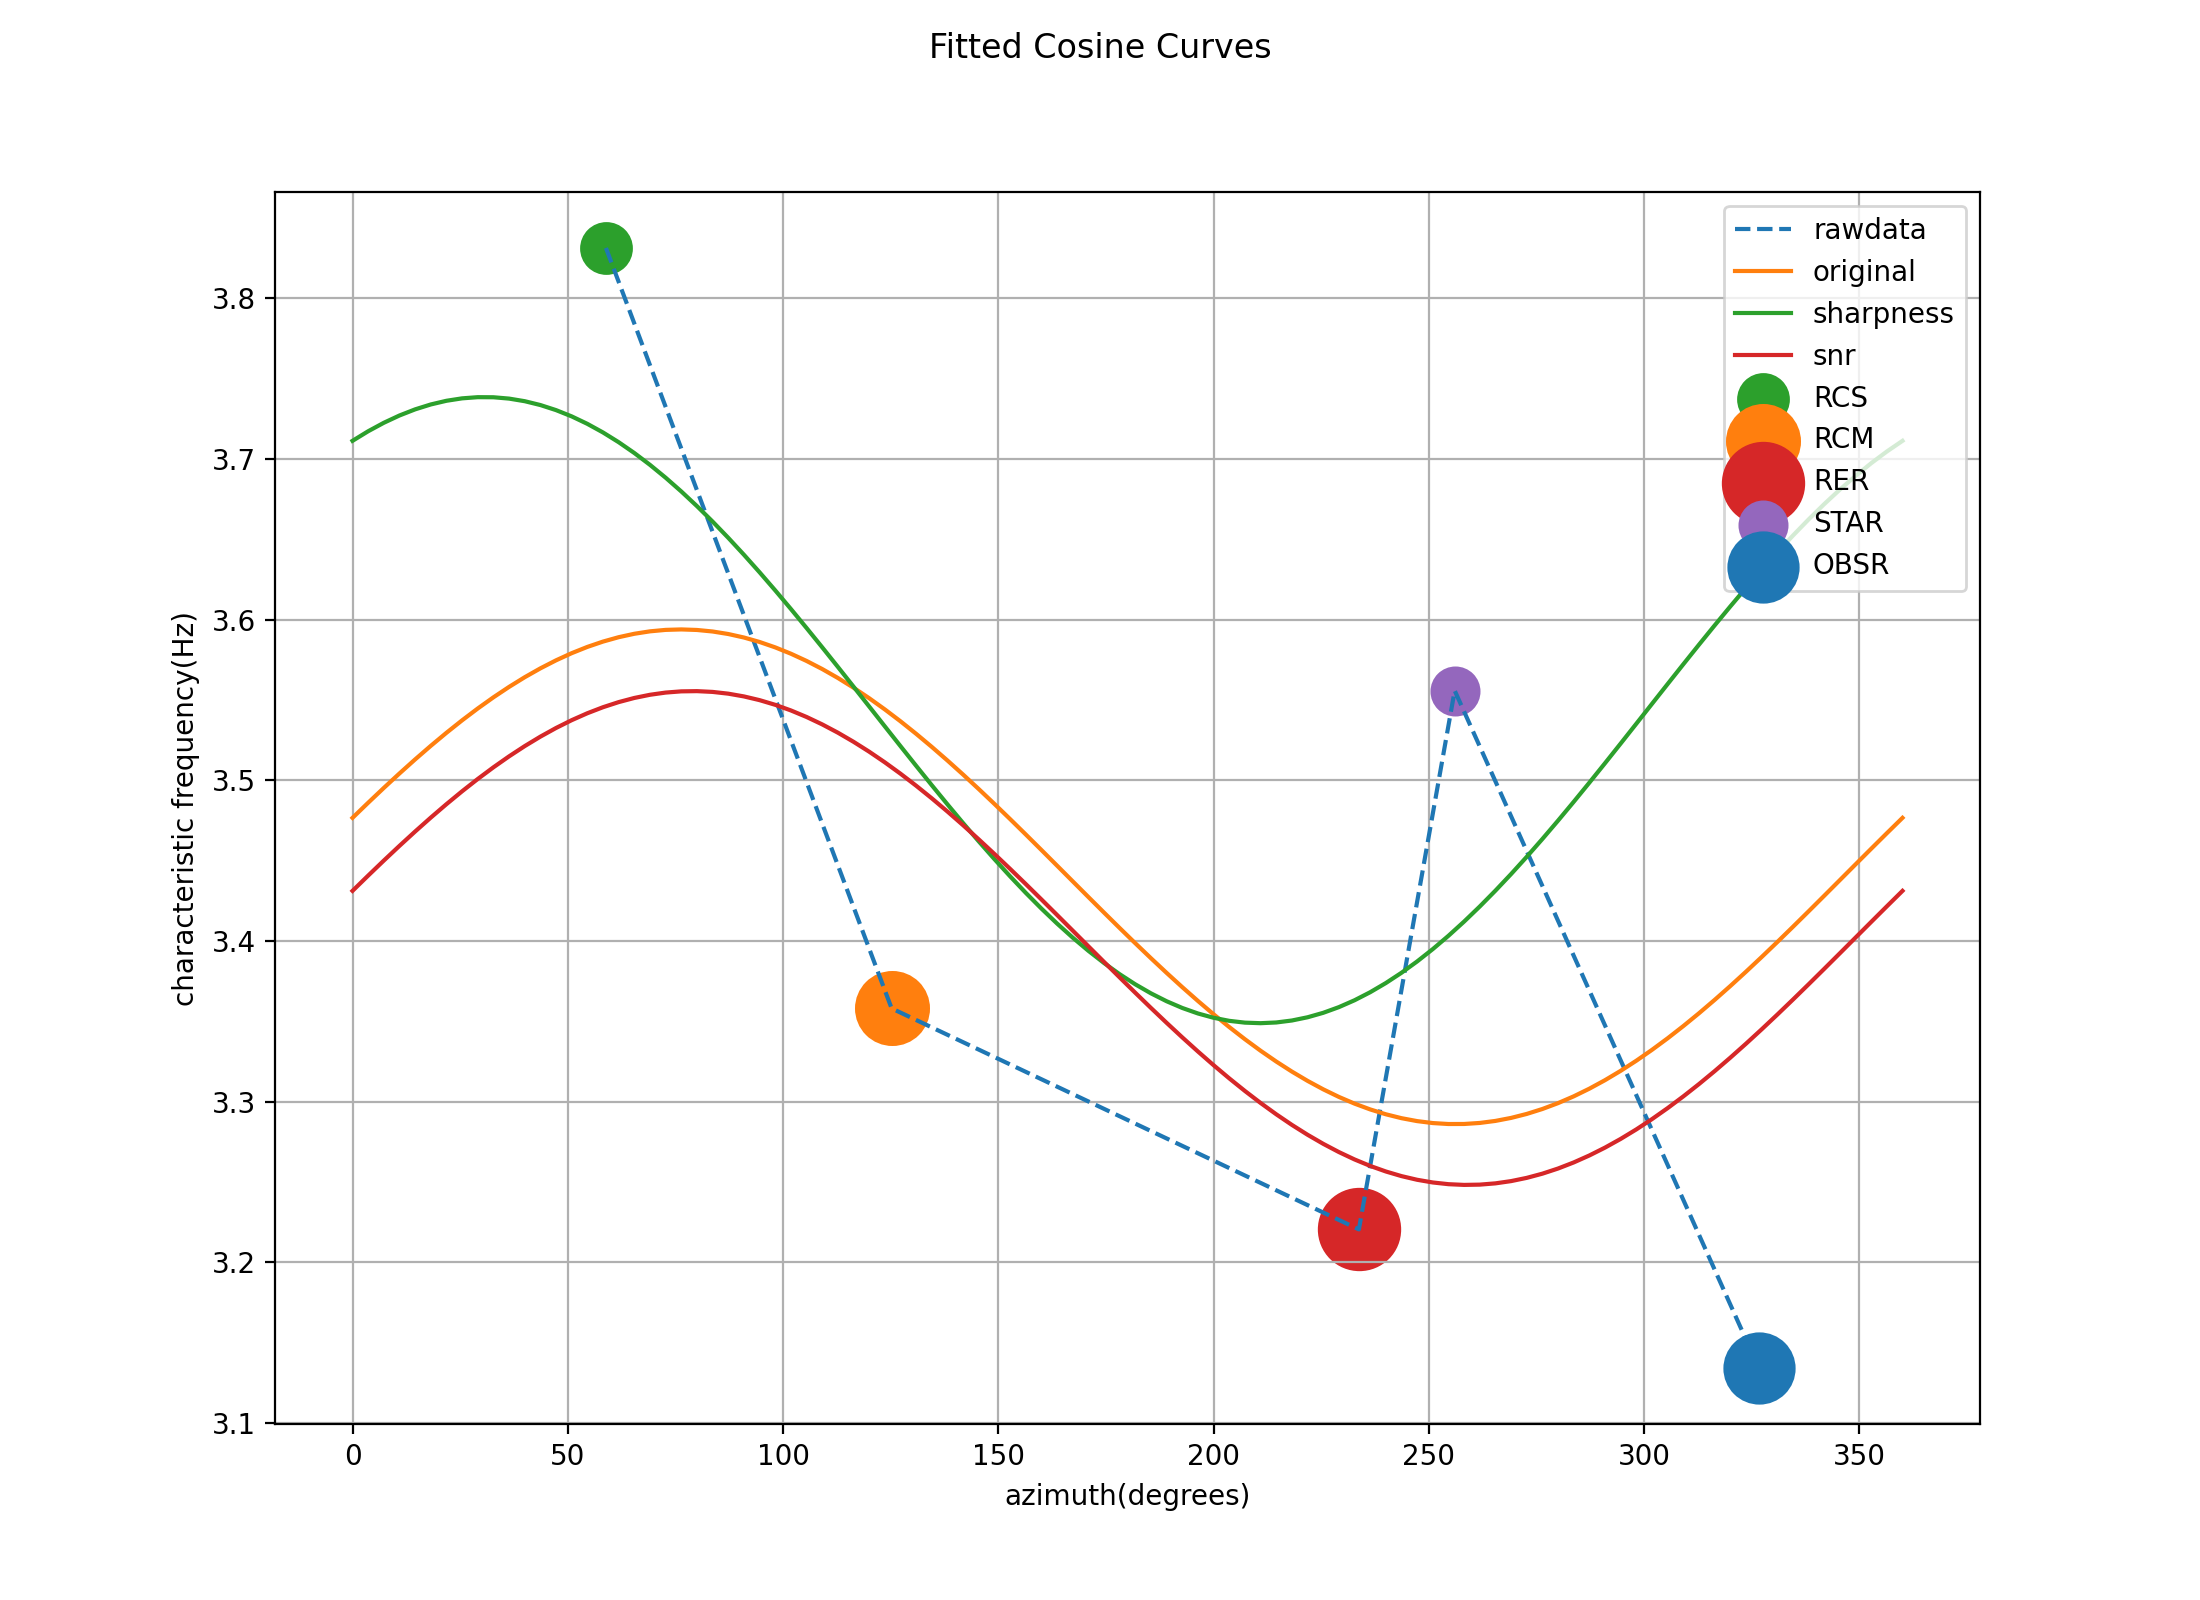 Fitted Cosine Curves
rawdata
original
sharpness
snr
RCS
RCM
RER
STAR
OBSR
characteristic frequency(Hz)
3.8
3.7
3.6
3.5
3.4
3.3
3.2
3.1
0 50 100 150 200 250 300 350
azimuth(degrees)